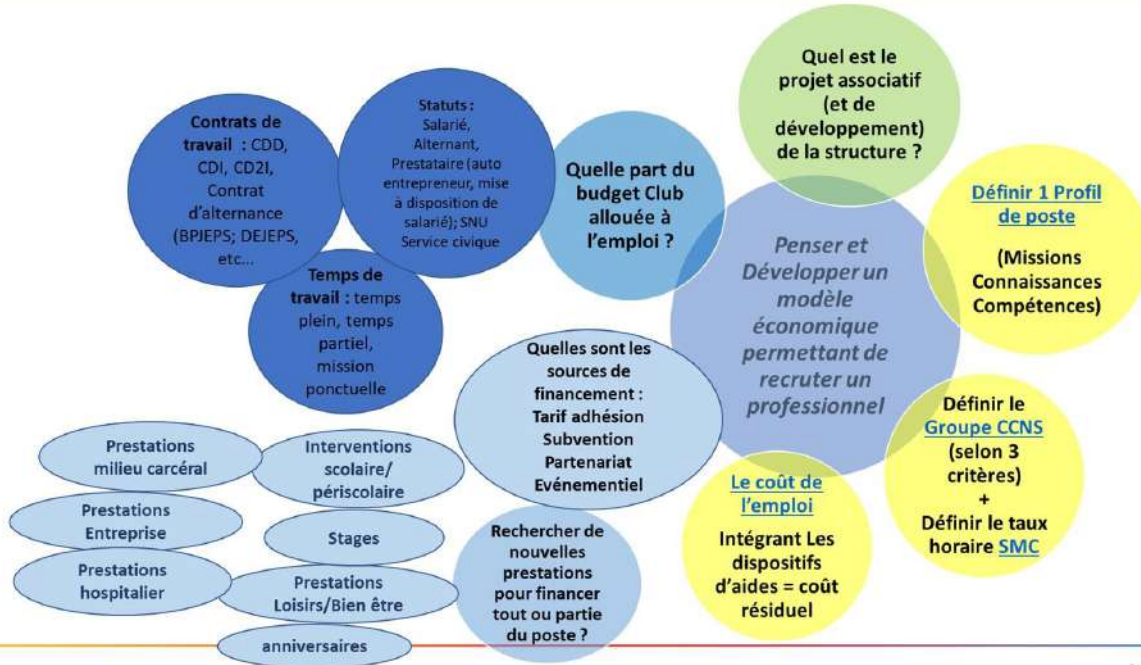 Contrats de
travail : CDD,
CDI, CD2I,
Contrat
d'alternance
(BPJEPS; DEJEPS,
etc...
Statuts :
Salarié,
Alternant,
Prestataire (auto
entrepreneur, mise
à disposition de
salarié); SNU
Service civique
Temps de
travail : temps
plein, temps
partiel,
mission
ponctuelle
Quelle part du
budget Club
allouée à
l'emploi ?
Quel est le
projet associatif
(et de
développement)
de la structure ?
Penser et
Développer un
modèle
économique
permettant de
recruter un
professionnel
Définir 1 Profil
de poste
(Missions
Connaissances
Compétences)
Définir le
Groupe CCNS
(selon 3
critères)
+
Définir le taux
horaire SMC
Le coût de
l'emploi
Intégrant Les
dispositifs
d'aides = coût
résiduel
Quelles sont les
sources de
financement :
Tarif adhésion
Subvention
Partenariat
Evénementiel
Rechercher de
nouvelles
prestations
pour financer
tout ou partie
du poste ?
Prestations
milieu carcéral
Interventions
scolaire/
périscolaire
Prestations
Entreprise
Stages
Prestations
hospitalier
Prestations
Loisirs/Bien être
anniversaires